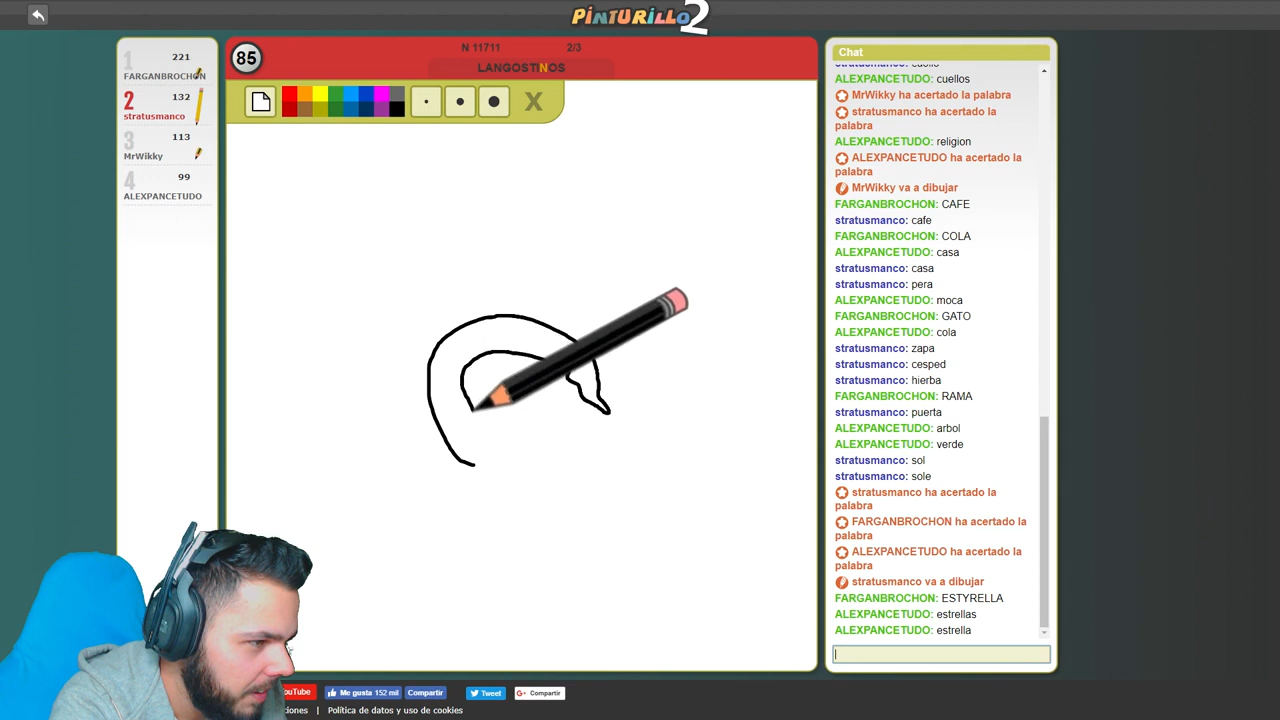 PINTURILLO 2
1
221
FARGANBROCHON
2
132
stratusmanco
3
113
MrWikky
4
99
ALEXPANCETUDO
85
N 11711
2/3
LANGOSTINOS
X
Chat
ALEXPANCETUDO: cuellos
MrWikky ha acertado la palabra
stratusmanco ha acertado la
palabra
ALEXPANCETUDO: religion
ALEXPANCETUDO ha acertado la
palabra
MrWikky va a dibujar
FARGANBROCHON: CAFE
stratusmanco: cafe
FARGANBROCHON: COLA
ALEXPANCETUDO: casa
stratusmanco: casa
stratusmanco: pera
ALEXPANCETUDO: moca
FARGANBROCHON: GATO
ALEXPANCETUDO: cola
stratusmanco: zapa
stratusmanco: cesped
stratusmanco: hierba
FARGANBROCHON: RAMA
stratusmanco: puerta
ALEXPANCETUDO: arbol
ALEXPANCETUDO: verde
stratusmanco: sol
stratusmanco: sole
stratusmanco ha acertado la
palabra
FARGANBROCHON ha acertado la
palabra
ALEXPANCETUDO ha acertado la
palabra
stratusmanco va a dibujar
FARGANBROCHON: ESTYRELLA
ALEXPANCETUDO: estrellas
ALEXPANCETUDO: estrella
Me gusta 152 mil
Compartir
Tweet
G+ Compartir
| Política de datos y uso de cookies